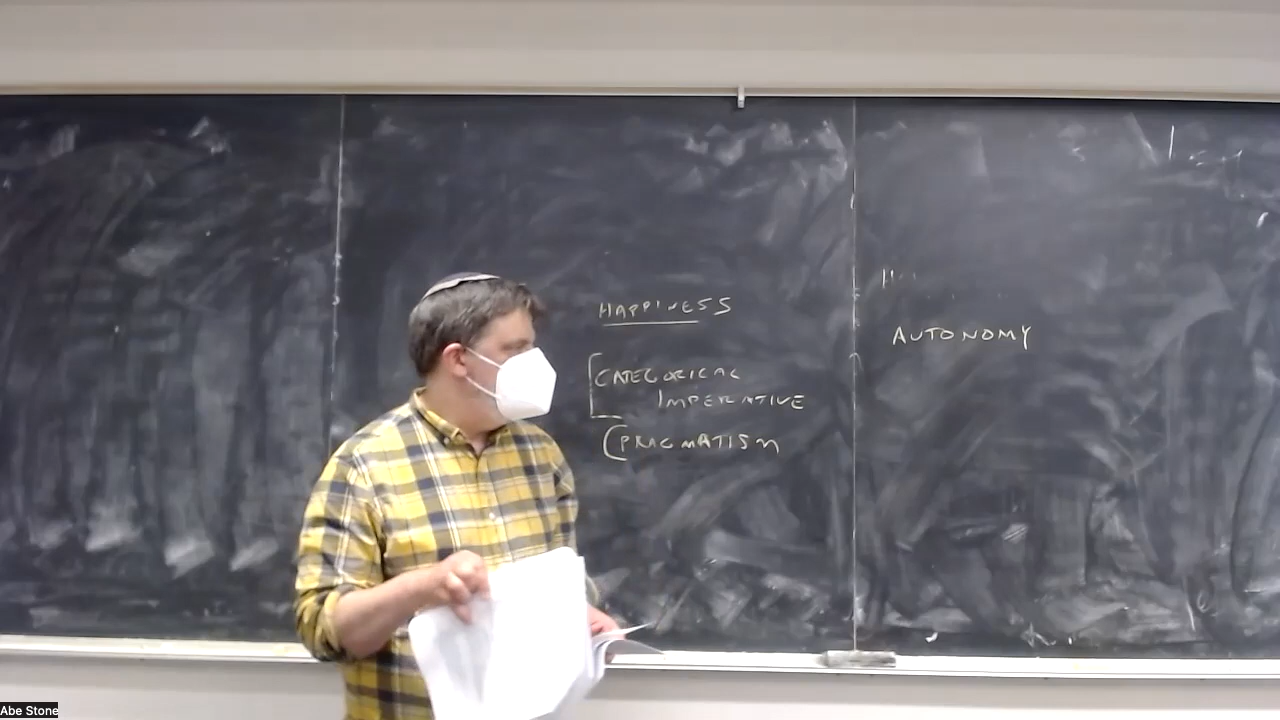 HAPPINESS
CATEGORICAL
IMPERATIVE
PRAGMATISM
AUTONOMY
Abe Stone